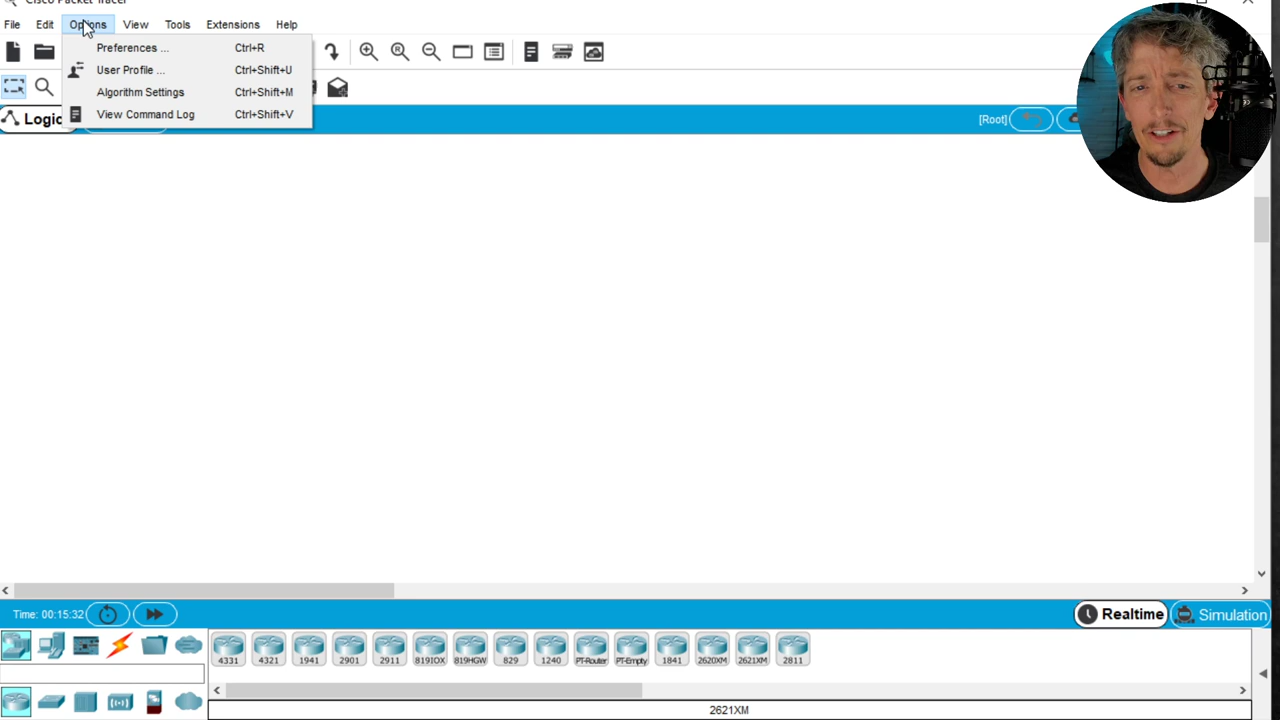 Cisco Packet Tracer
File Edit Options View Tools Extensions Help
Preferences ... Ctrl+R
User Profile ... Ctrl+Shift+U
Algorithm Settings Ctrl+Shift+M
View Command Log Ctrl+Shift+V
Logic
[Root]
Time: 00:15:32
Realtime
Simulation
4331 4321 1941 2901 2911 819IOX 819HGW 829 1240 PT-Router PT-Empty 1841 2620XM 2621XM 2811
2621XM